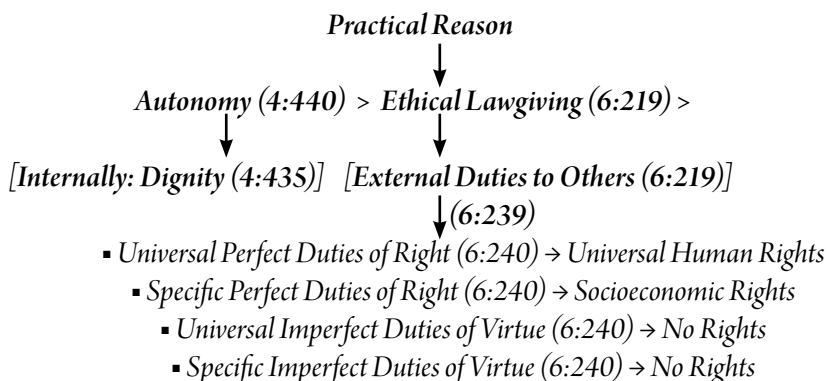 Practical Reason
Autonomy (4:440) > Ethical Lawgiving (6:219) >
[Internally: Dignity (4:435)] [External Duties to Others (6:219)]
(6:239)
▪ Universal Perfect Duties of Right (6:240) → Universal Human Rights
▪ Specific Perfect Duties of Right (6:240) → Socioeconomic Rights
▪ Universal Imperfect Duties of Virtue (6:240) → No Rights
▪ Specific Imperfect Duties of Virtue (6:240) → No Rights